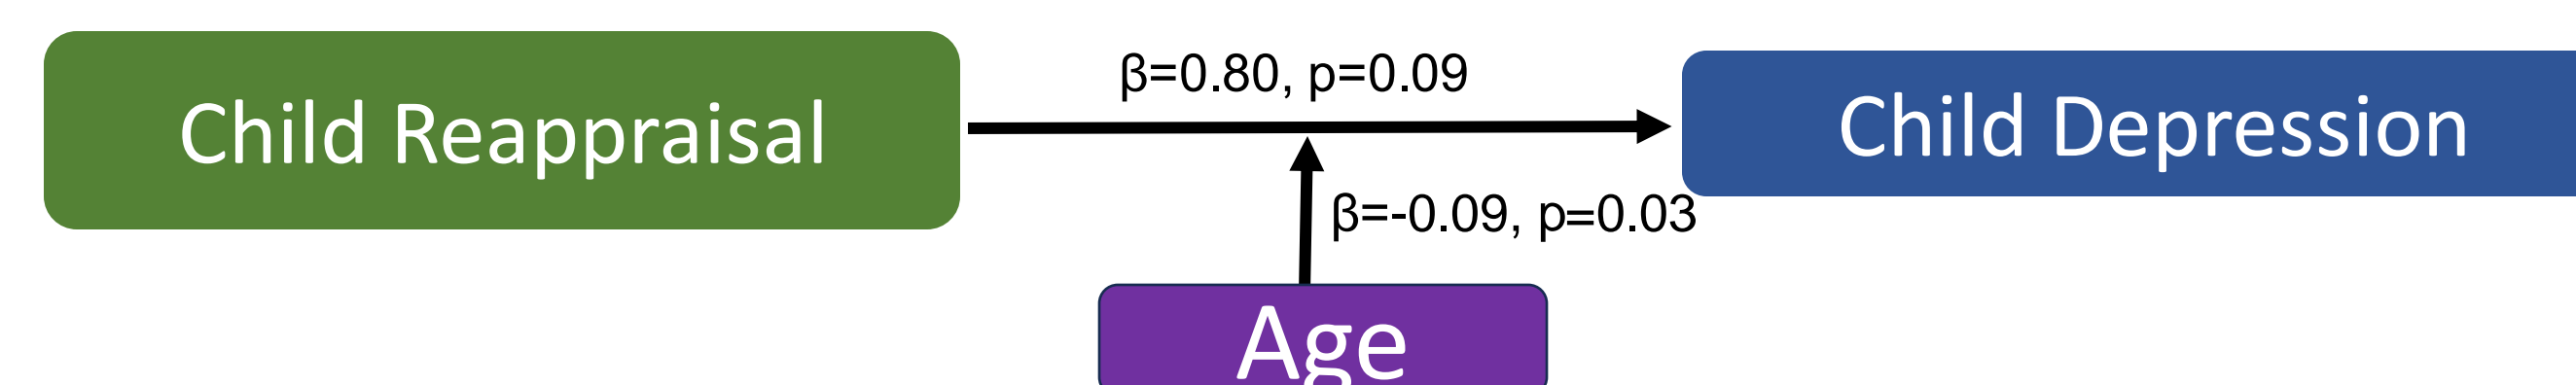 β=0.80, p=0.09
Child Reappraisal
Child Depression
β=-0.09, p=0.03
Age